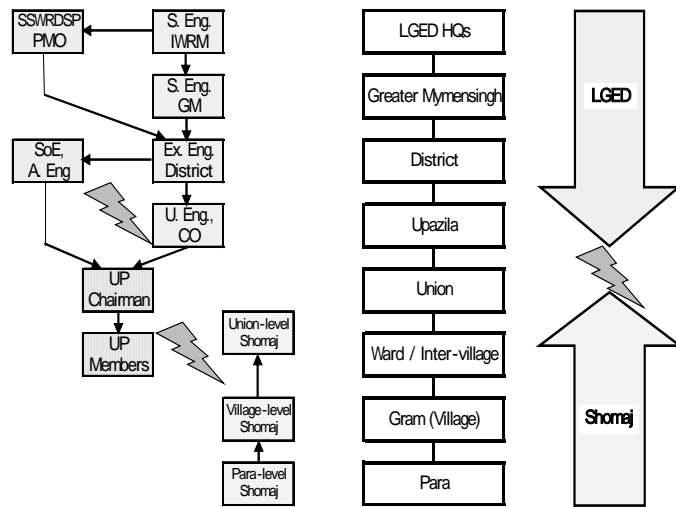 SSWRDSP
PMO
S. Eng.
IWRM
S. Eng.
GM
SoE,
A. Eng
Ex. Eng.
District
U. Eng.,
CO
UP
Chairman
UP
Members
Union-level
Shomaj
Village-level
Shomaj
Para-level
Shomaj
LGED HQs
Greater Mymensingh
District
Upazila
Union
Ward / Inter-village
Gram (Village)
Para
LGED
Shomaj